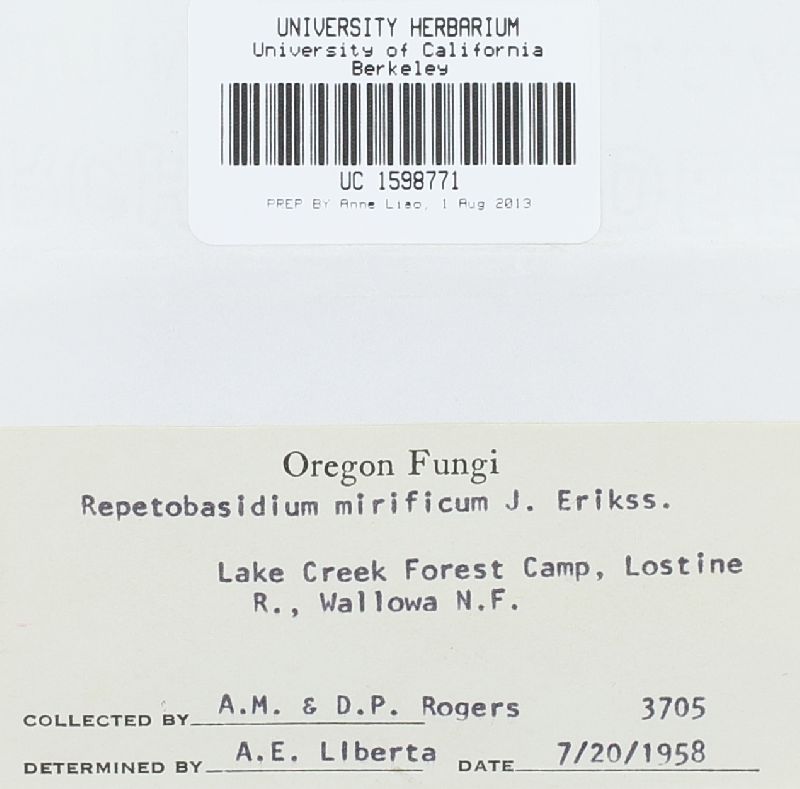 UNIVERSITY HERBARIUM
University of California
Berkeley
UC 1598771
PREP BY Anne Liao, 1 Aug 2013
Oregon Fungi
Repetobasidium mirificum J. Erikss.
Lake Creek Forest Camp, Lostine
R., Wallowa N.F.
COLLECTED BY A.M. & D.P. Rogers 3705
DETERMINED BY A.E. Liberta DATE 7/20/1958